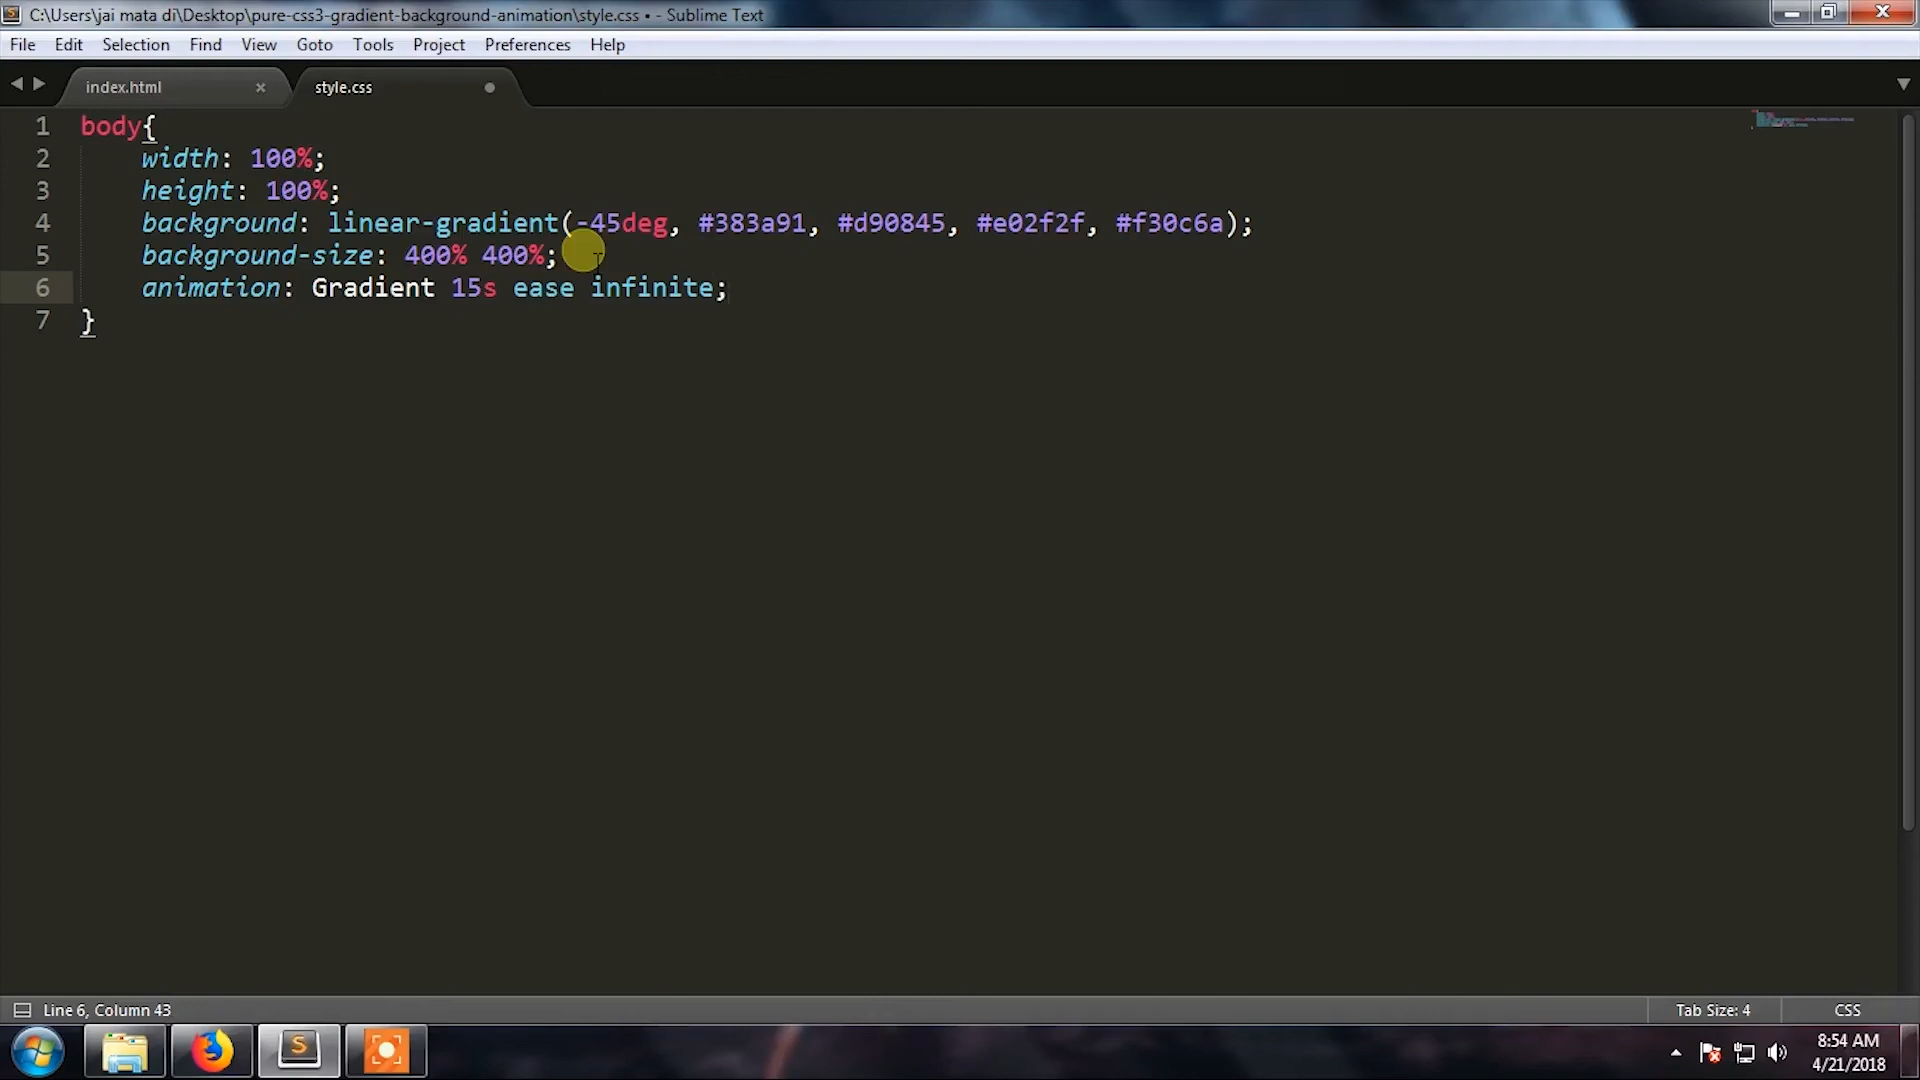 C:\Users\jai mata di\Desktop\pure-css3-gradient-background-animation\style.css • - Sublime Text
File Edit Selection Find View Goto Tools Project Preferences Help
index.html × style.css
1 body{
2 width: 100%;
3 height: 100%;
4 background: linear-gradient(-45deg, #383a91, #d90845, #e02f2f, #f30c6a);
5 background-size: 400% 400%;
6 animation: Gradient 15s ease infinite;
7 }
Line 6, Column 43 Tab Size: 4 CSS
8:54 AM
4/21/2018